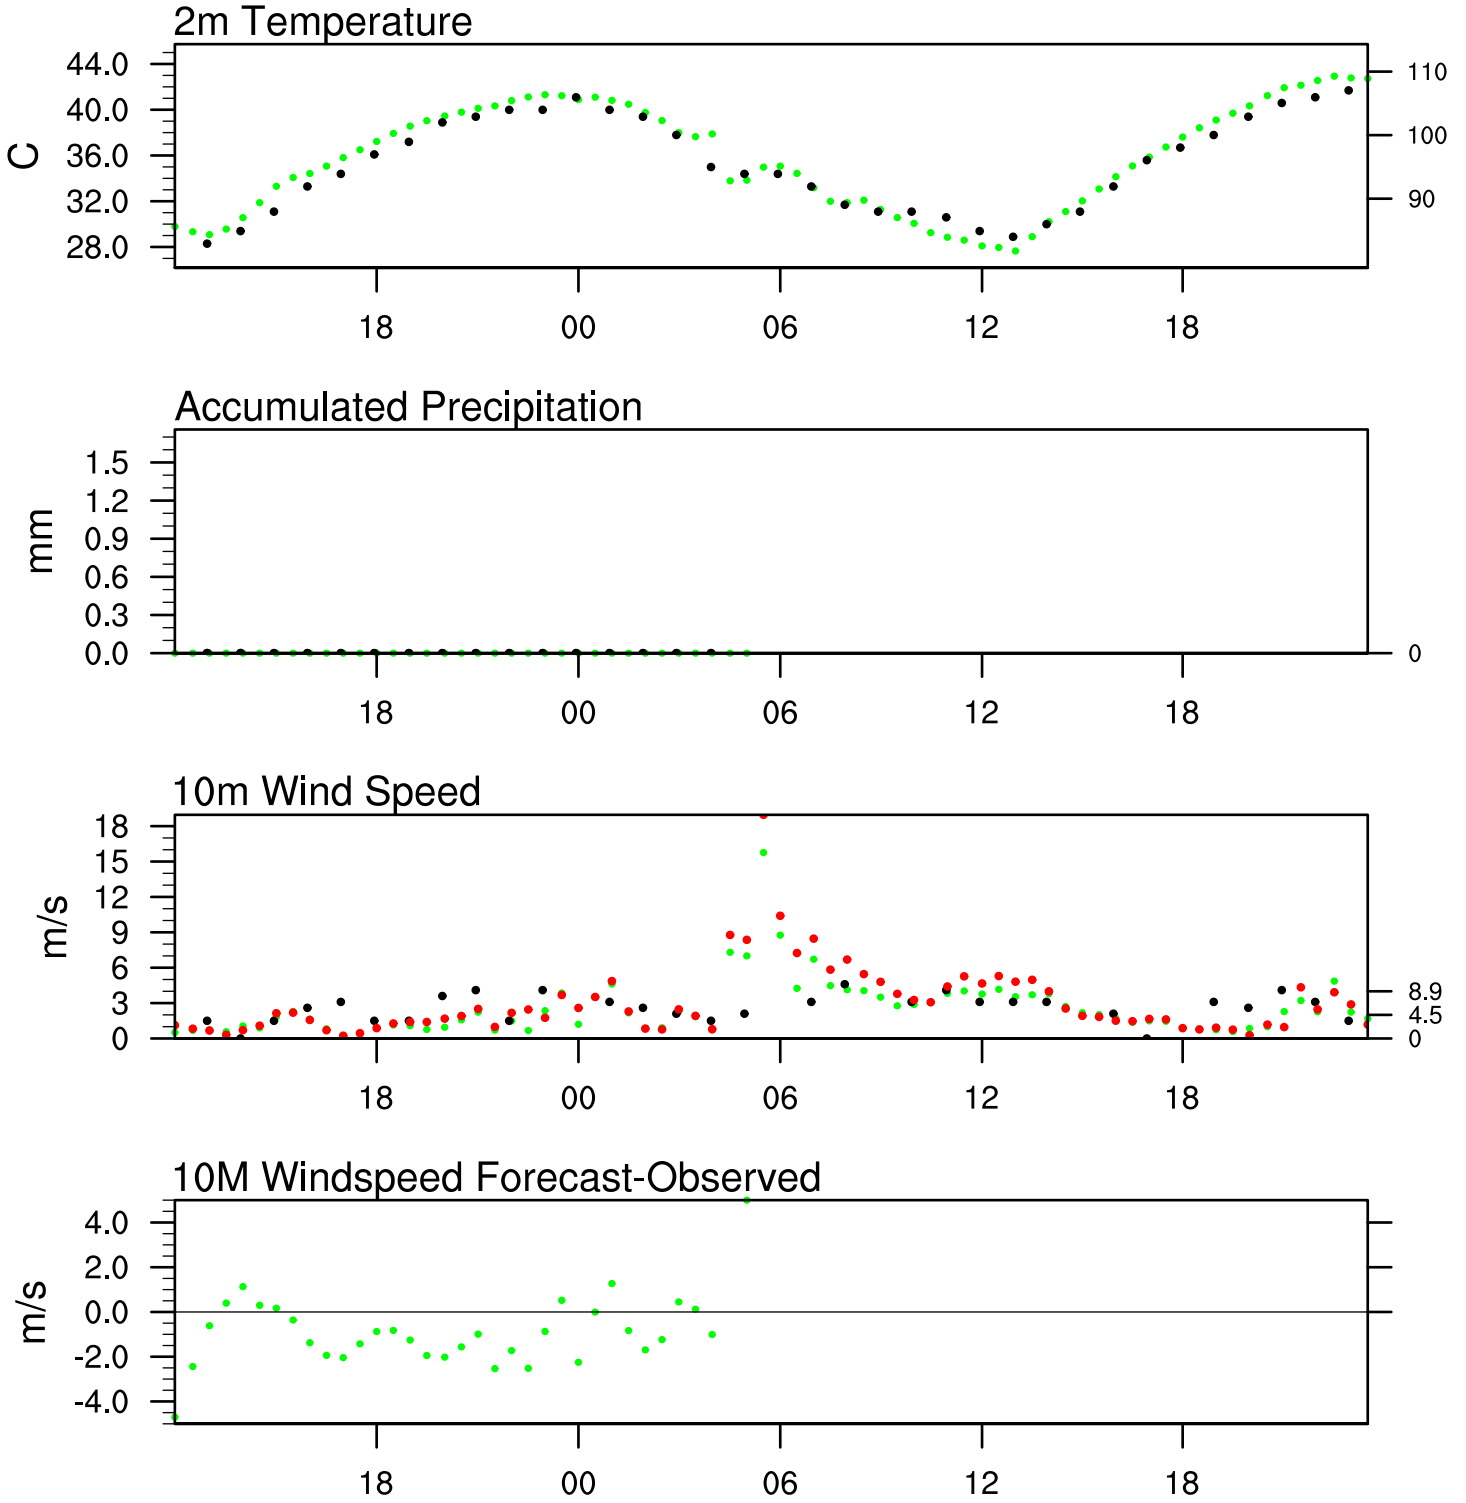 2m Temperature
44.0
40.0
36.0
32.0
28.0
C
110
100
90
18 00 06 12 18
Accumulated Precipitation
1.5
1.2
0.9
0.6
0.3
0.0
mm
0
18 00 06 12 18
10m Wind Speed
18
15
12
9
6
3
0
m/s
8.9
4.5
0
18 00 06 12 18
10M Windspeed Forecast-Observed
4.0
2.0
0.0
-2.0
-4.0
m/s
18 00 06 12 18